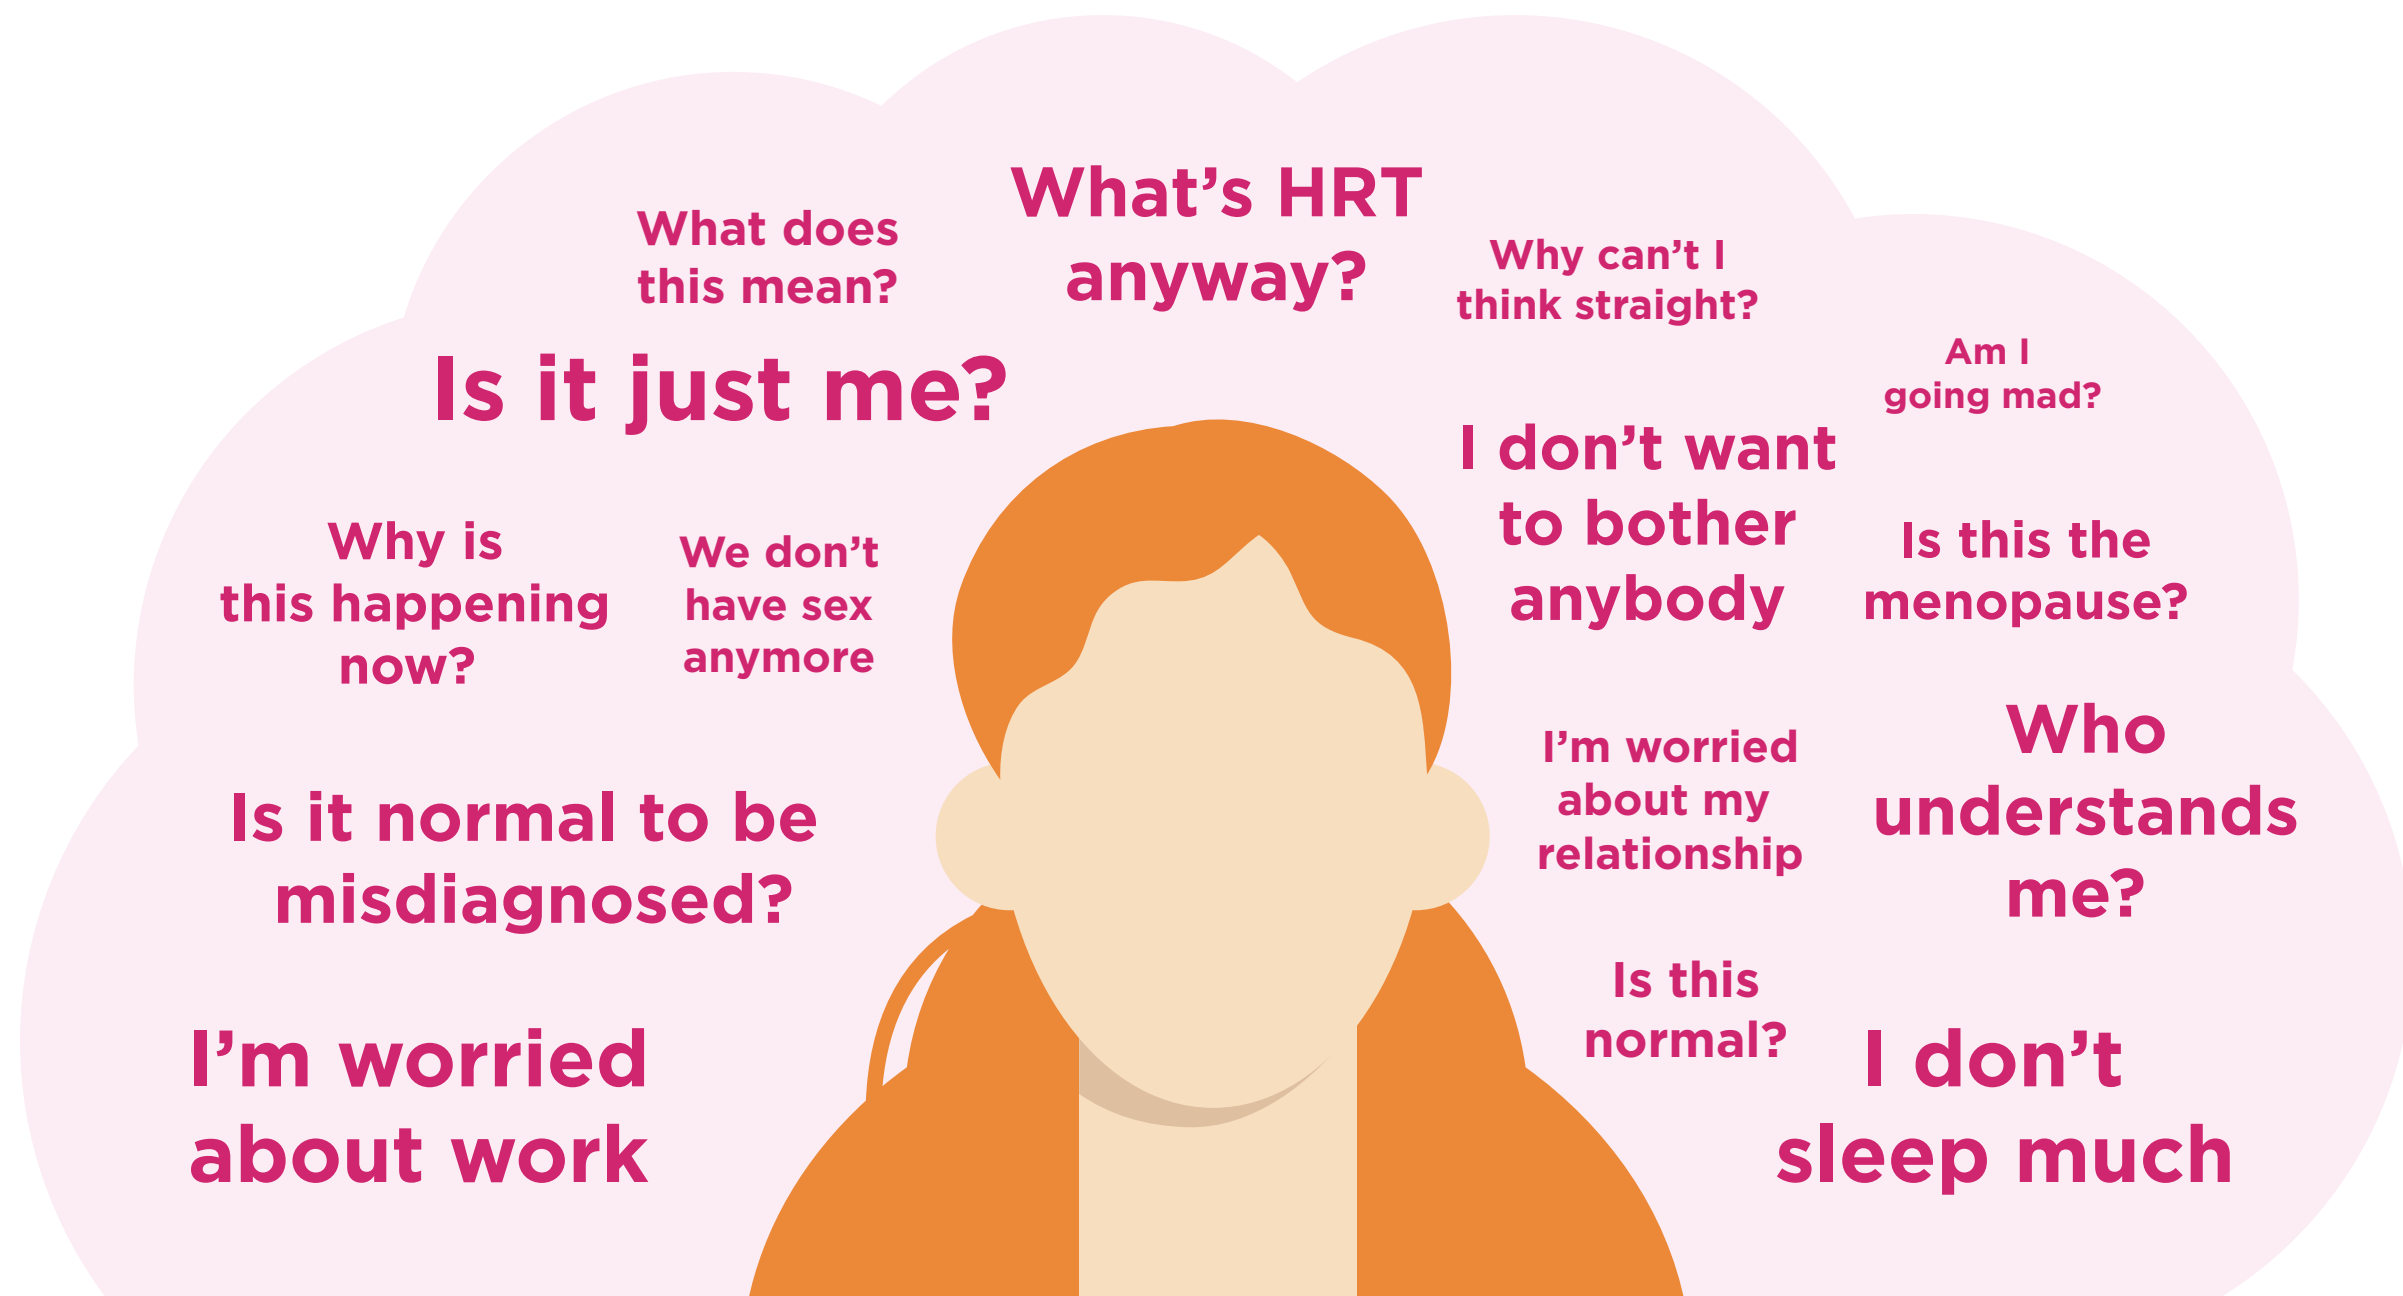 What's HRT
anyway?
What does
this mean?
Why can't I
think straight?
Is it just me?
Am I
going mad?
I don't want
to bother
anybody
Why is
this happening
now?
We don't
have sex
anymore
Is this the
menopause?
I'm worried
about my
relationship
Who
understands
me?
Is it normal to be
misdiagnosed?
Is this
normal?
I'm worried
about work
I don't
sleep much